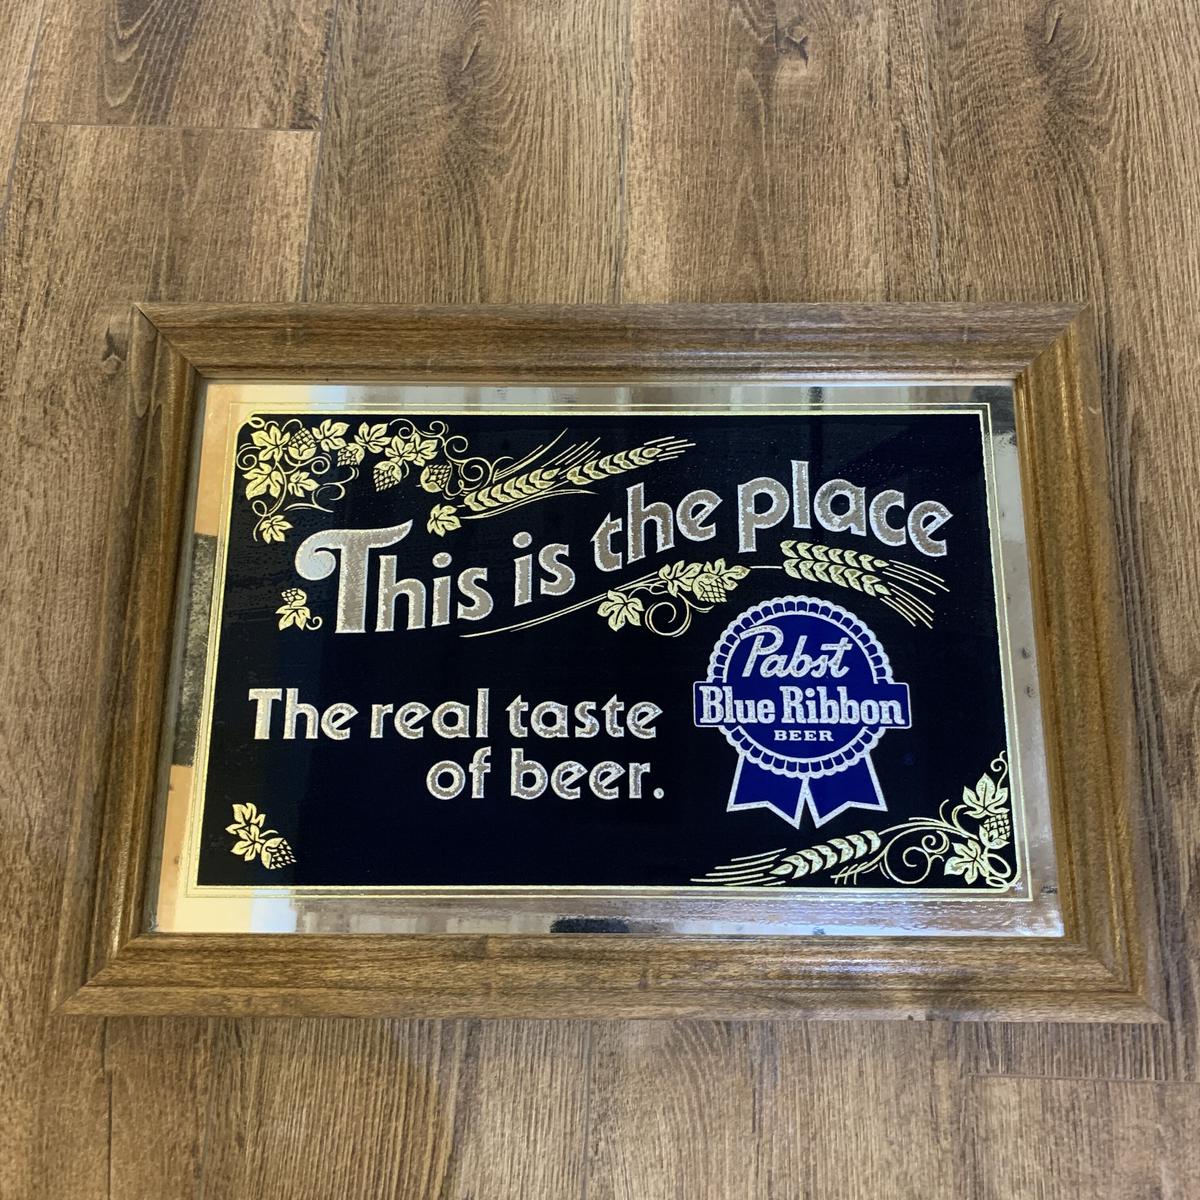 This is the place
The real taste
of beer.
Pabst
Blue Ribbon
BEER